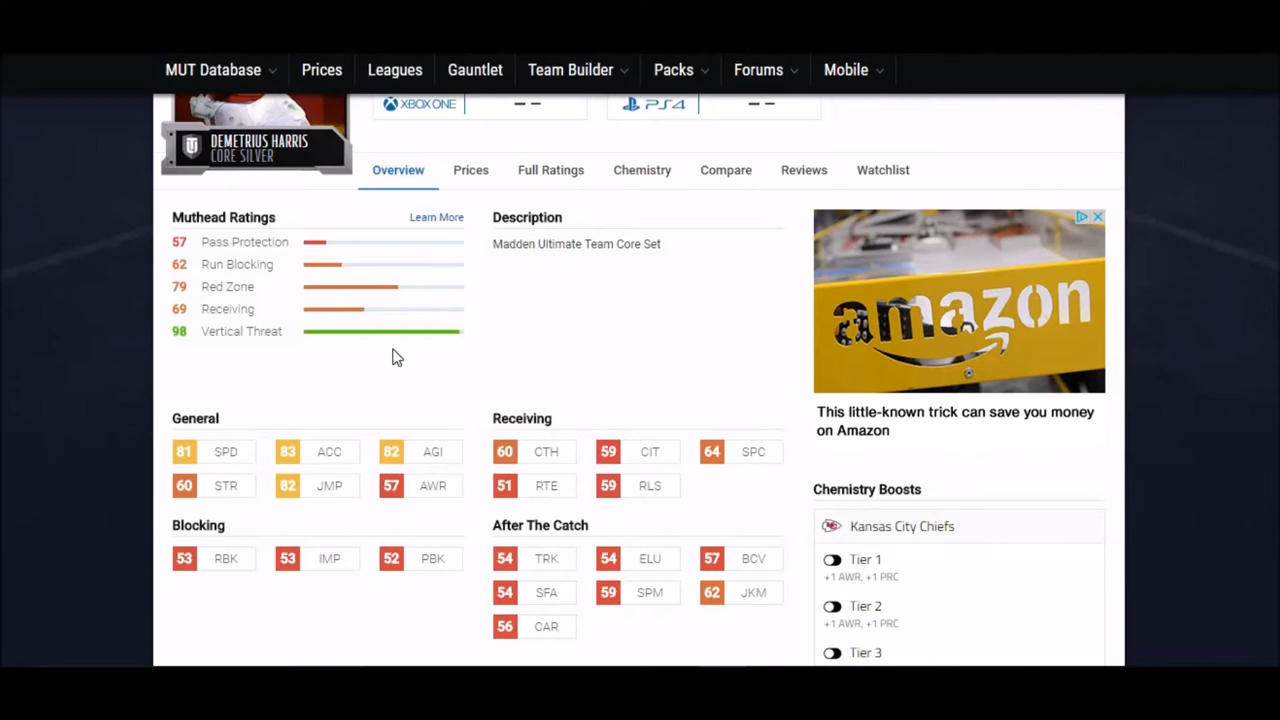 MUT Database Prices Leagues Gauntlet Team Builder Packs Forums Mobile
XBOX ONE -- PS4 --
DEMETRIUS HARRIS
CORE SILVER
Overview Prices Full Ratings Chemistry Compare Reviews Watchlist
Muthead Ratings Learn More
57 Pass Protection
62 Run Blocking
79 Red Zone
69 Receiving
98 Vertical Threat
Description
Madden Ultimate Team Core Set
amazon
This little-known trick can save you money
on Amazon
General
81 SPD 83 ACC 82 AGI
60 STR 82 JMP 57 AWR
Receiving
60 CTH 59 CIT 64 SPC
51 RTE 59 RLS
Blocking
53 RBK 53 IMP 52 PBK
After The Catch
54 TRK 54 ELU 57 BCV
54 SFA 59 SPM 62 JKM
56 CAR
Chemistry Boosts
Kansas City Chiefs
Tier 1
+1 AWR, +1 PRC
Tier 2
+1 AWR, +1 PRC
Tier 3